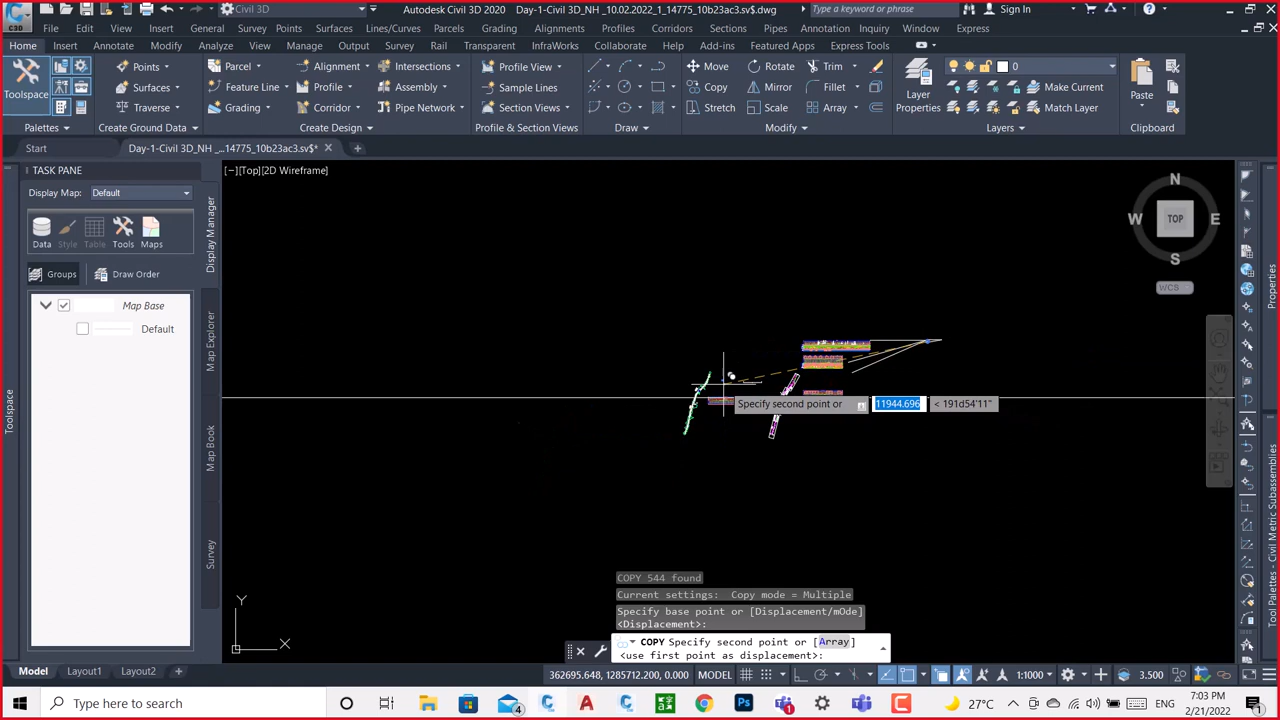 Civil 3D
Autodesk Civil 3D 2020
Day-1-Civil 3D_NH _10.02.2022_1_14775_10b23ac3.sv$.dwg
Type a keyword or phrase
Sign In
C3D
File Edit View Insert General Survey Points Surfaces Lines/Curves Parcels Grading Alignments Profiles Corridors Sections Pipes Annotation Inquiry Window Express
Home Insert Annotate Modify Analyze View Manage Output Survey Rail Transparent InfraWorks Collaborate Help Add-ins Featured Apps Express Tools
Toolspace
Points
Surfaces
Traverse
Parcel
Feature Line
Grading
Alignment
Profile
Corridor
Intersections
Assembly
Pipe Network
Profile View
Sample Lines
Section Views
Move
Copy
Stretch
Rotate
Mirror
Scale
Trim
Fillet
Array
Layer
Properties
0
Make Current
Match Layer
Paste
Palettes
Create Ground Data
Create Design
Profile & Section Views
Draw
Modify
Layers
Clipboard
Start
Day-1-Civil 3D_NH _...14775_10b23ac3.sv$*
TASK PANE
Display Map: Default
Data Style Table Tools Maps
Groups Draw Order
Map Base
Default
Display Manager
Map Explorer
Map Book
Survey
Toolspace
[−][Top][2D Wireframe]
N
W TOP E
S
WCS
Properties
Tool Palettes - Civil Metric Subassemblies
Specify second point or 11944.696 < 191d54'11"
COPY 544 found
Current settings: Copy mode = Multiple
Specify base point or [Displacement/mOde]
<Displacement>:
COPY Specify second point or [Array]
<use first point as displacement>:
Y
X
Model Layout1 Layout2
362695.648, 1285712.200, 0.000 MODEL
1:1000
3.500
Type here to search
4
1
27°C
ENG
7:03 PM
2/21/2022
1